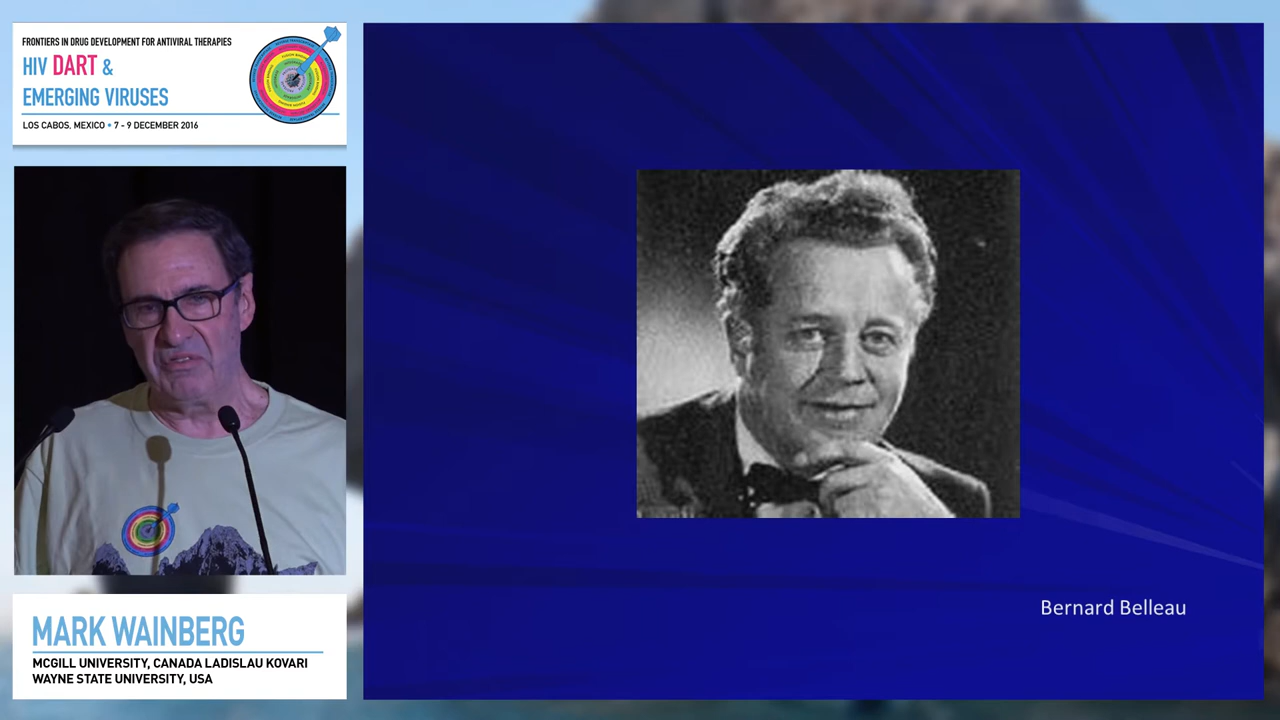 FRONTIERS IN DRUG DEVELOPMENT FOR ANTIVIRAL THERAPIES
HIV DART &
EMERGING VIRUSES
LOS CABOS, MEXICO • 7 - 9 DECEMBER 2016
MARK WAINBERG
MCGILL UNIVERSITY, CANADA LADISLAU KOVARI
WAYNE STATE UNIVERSITY, USA
Bernard Belleau